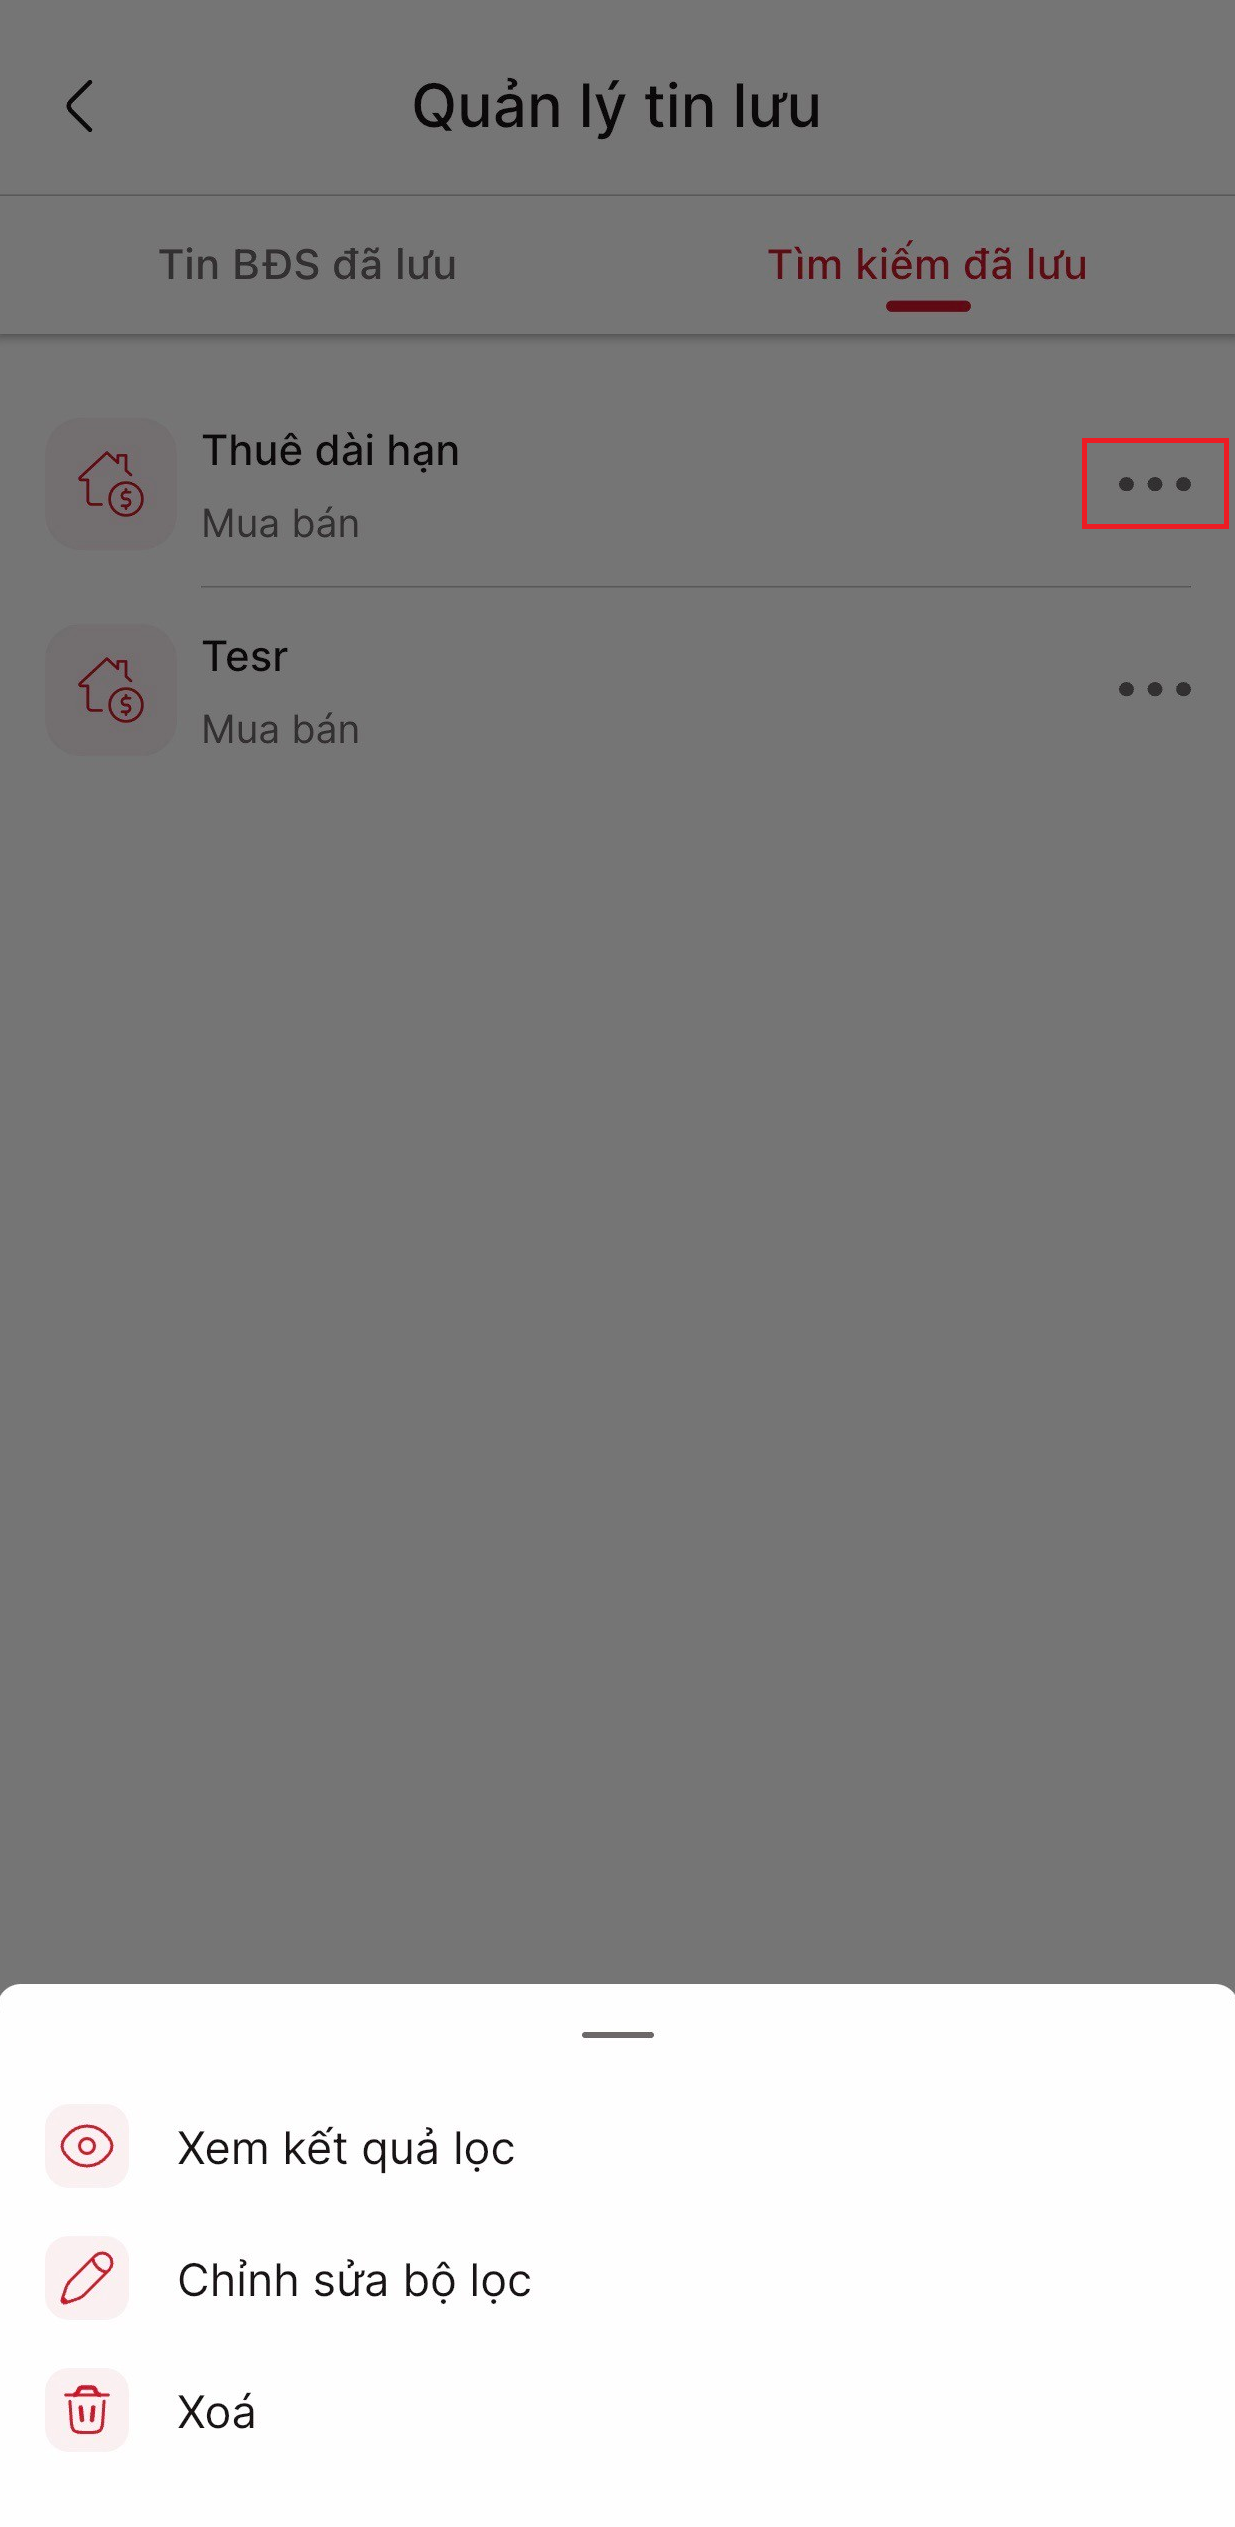 Quản lý tin lưu
Tin BĐS đã lưu
Tìm kiếm đã lưu
Thuê dài hạn
Mua bán
Tesr
Mua bán
Xem kết quả lọc
Chỉnh sửa bộ lọc
Xoá